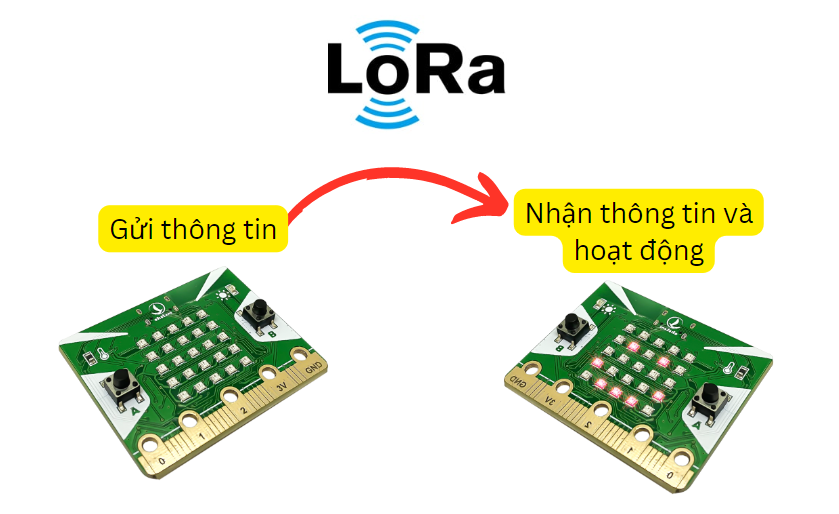 LoRa
Gửi thông tin
Nhận thông tin và
hoạt động
B
A
0
1
2
3V
GND
B
A
GND
3V
2
1
0